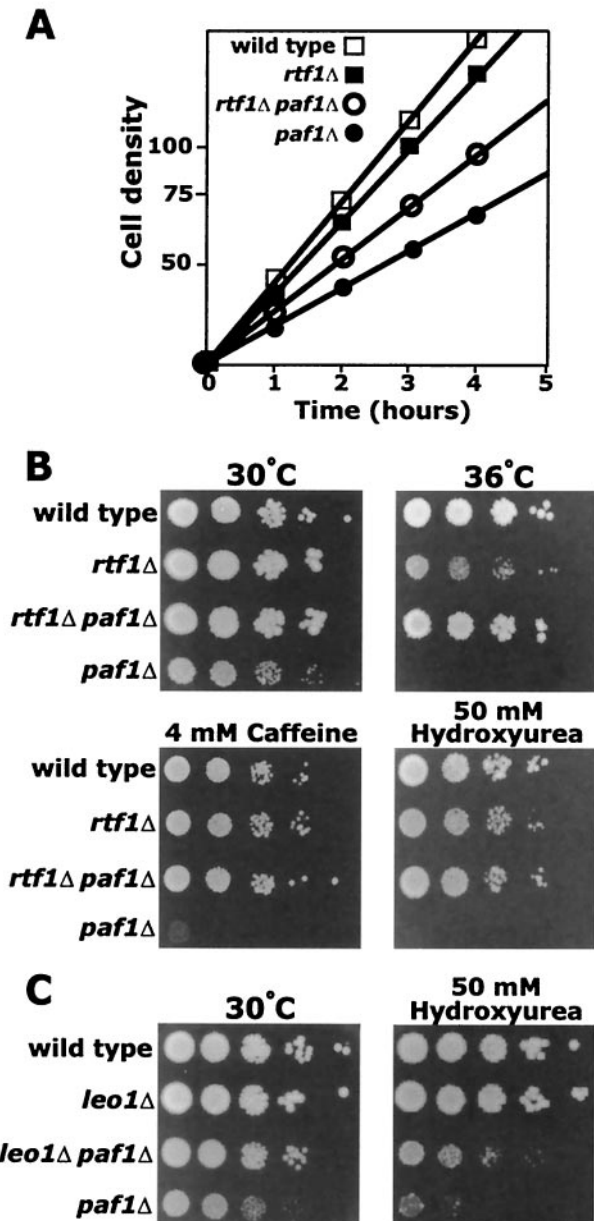 A
wild type
rtf1Δ
rtf1Δ paf1Δ
paf1Δ
Cell density
100
75
50
0 1 2 3 4 5
Time (hours)
B
30°C 36°C
wild type
rtf1Δ
rtf1Δ paf1Δ
paf1Δ
4 mM Caffeine 50 mM Hydroxyurea
wild type
rtf1Δ
rtf1Δ paf1Δ
paf1Δ
C
30°C 50 mM Hydroxyurea
wild type
leo1Δ
leo1Δ paf1Δ
paf1Δ